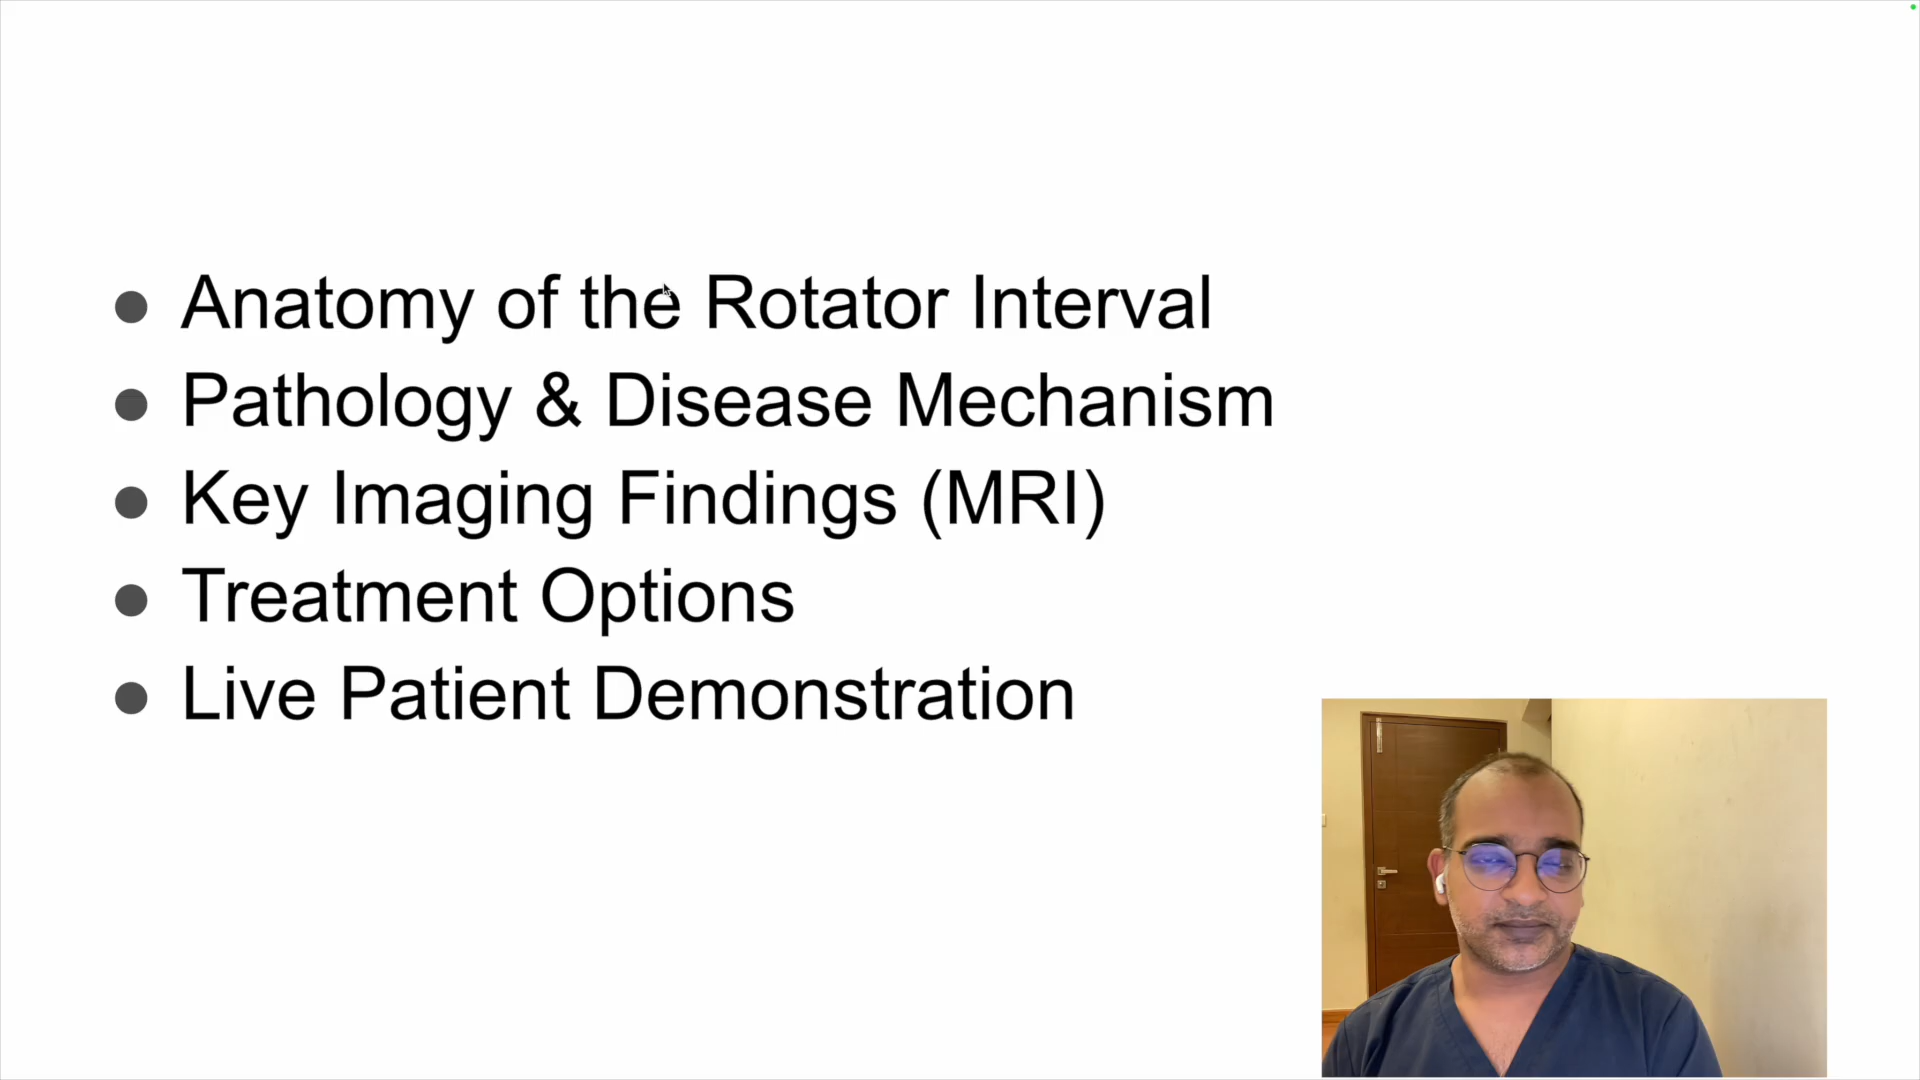 Anatomy of the Rotator Interval
Pathology & Disease Mechanism
Key Imaging Findings (MRI)
Treatment Options
Live Patient Demonstration